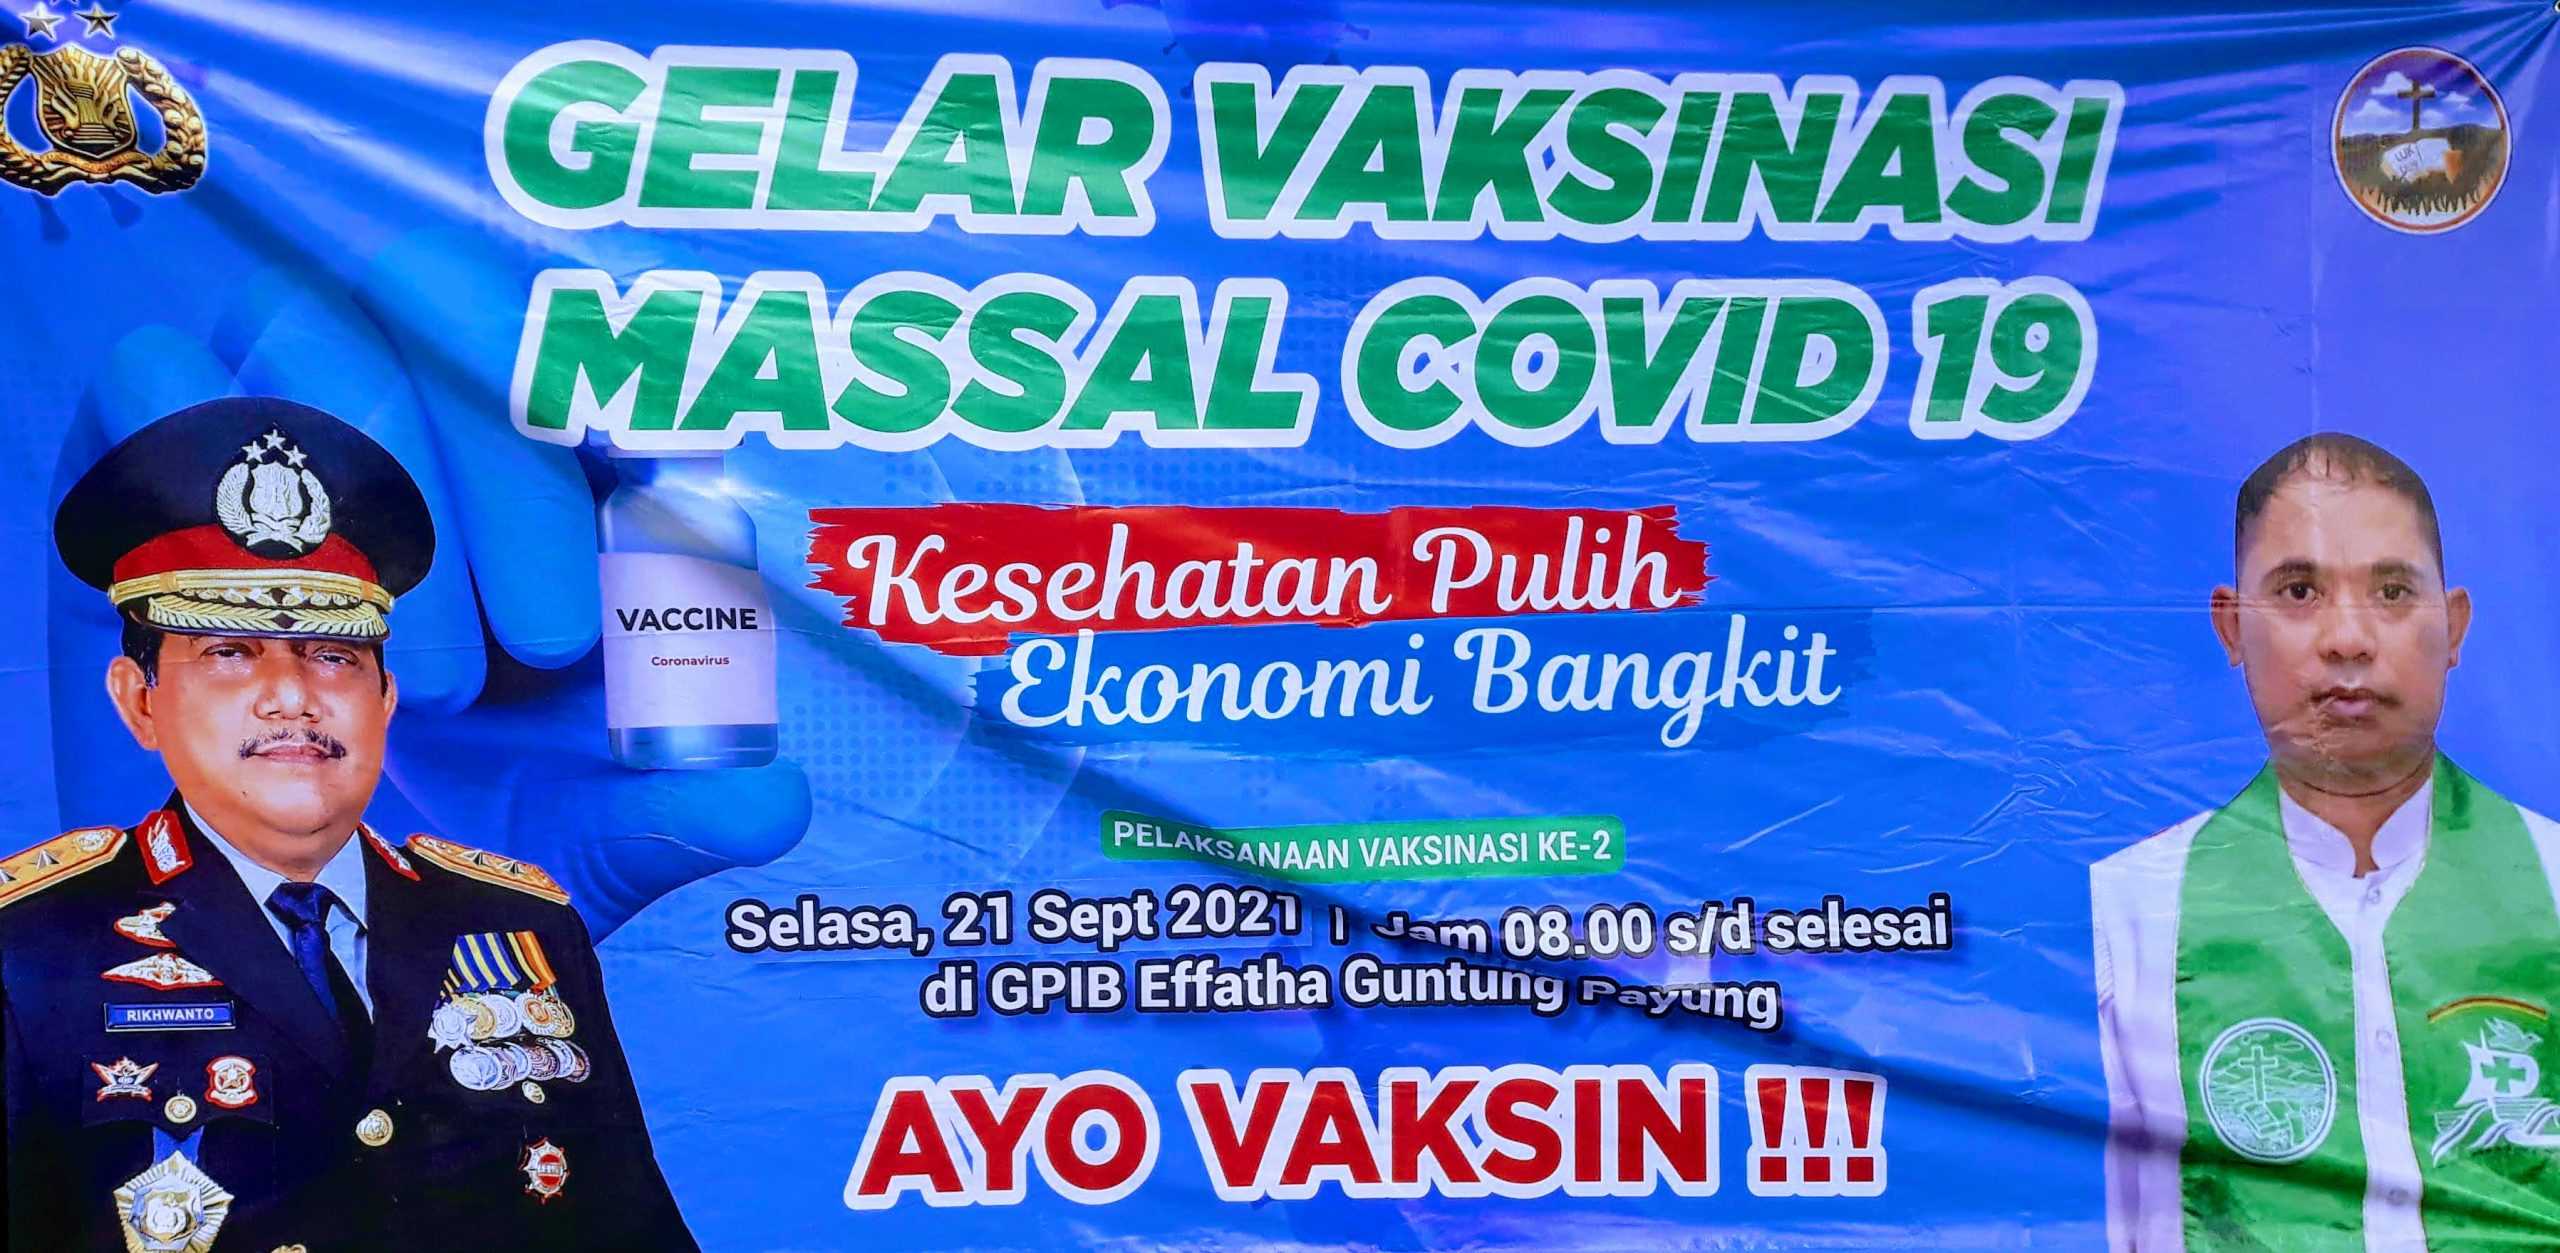 GELAR VAKSINASI
MASSAL COVID 19
VACCINE
Coronavirus
Kesehatan Pulih
Ekonomi Bangkit
PELAKSANAAN VAKSINASI KE-2
Selasa, 21 Sept 2021 | Jam 08.00 s/d selesai
di GPIB Effatha Guntung Payung
RIKHWANTO
AYO VAKSIN !!!